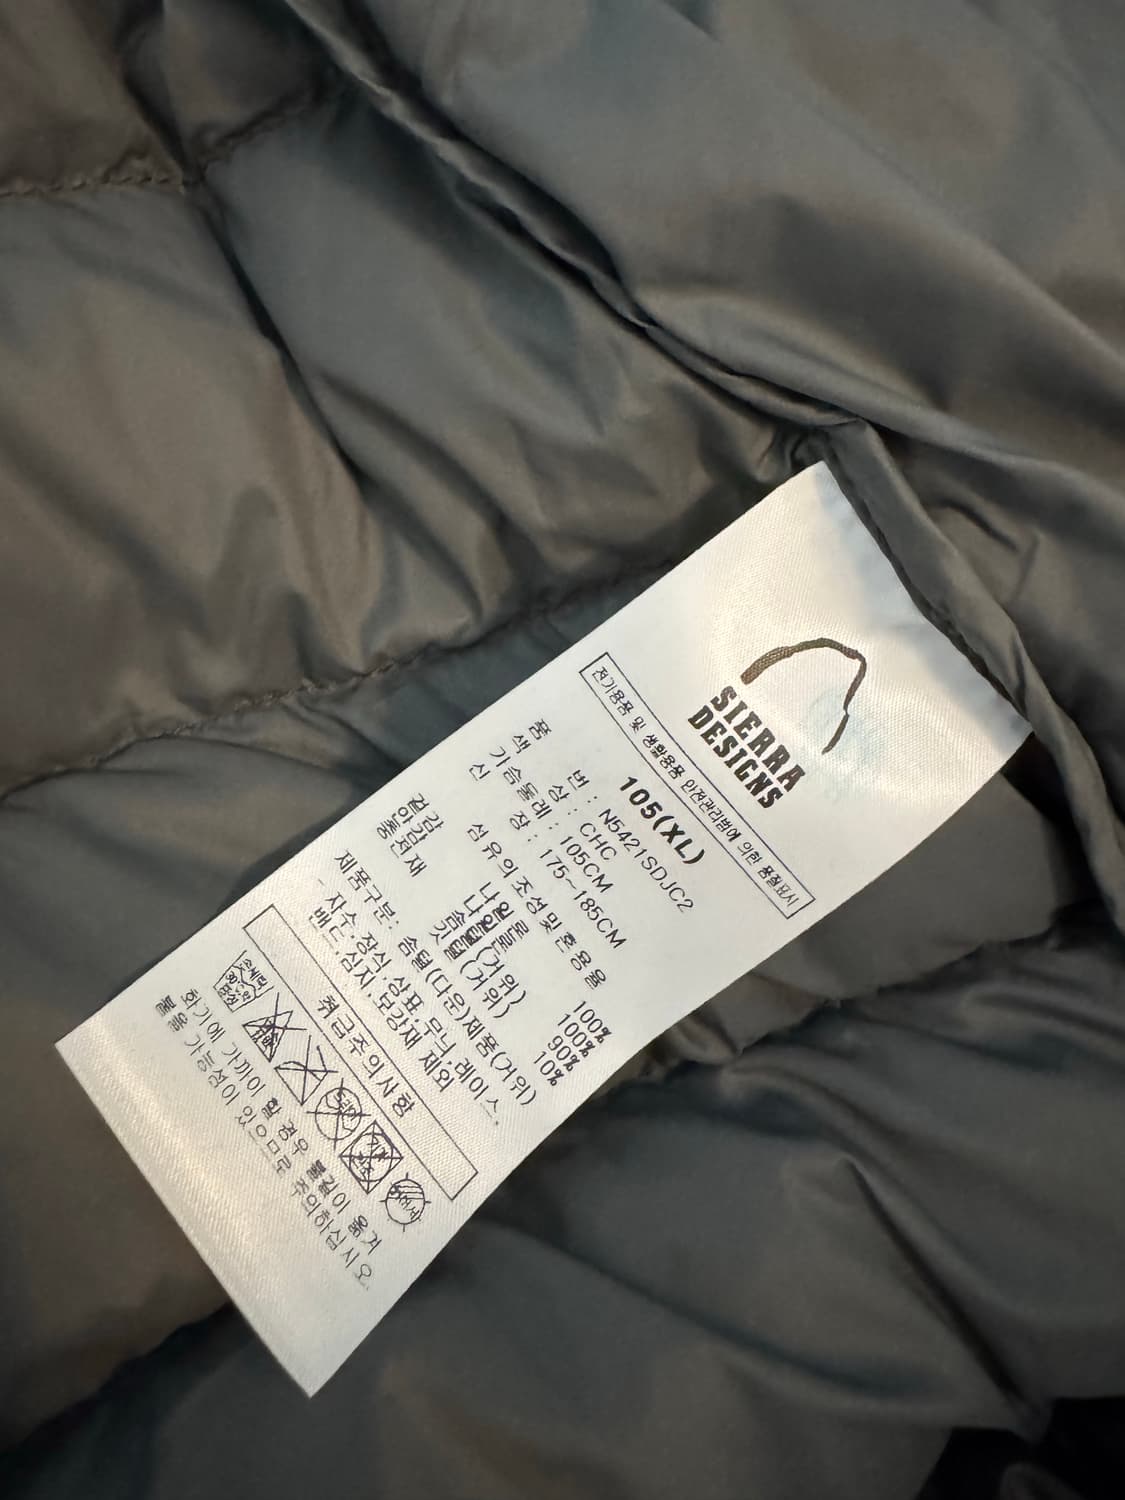 SIERRA
DESIGNS
전기용품 및 생활용품 안전관리법에 의한 품질표시
105(XL)
품 번 : N5421SDJC2
색 상 : CHC
가슴둘레 : 105CM
신 장 : 175~185CM
섬유의 조성 및 혼용율
겉감 나일론 100%
안감 나일론 100%
충전재 솜털(거위) 90%
깃털(거위) 10%
제품구분: 솜털(다운)제품(거위)
- 자수,장식,상표,무늬,레이스,
밴드,심지,보강재 제외
취급주의사항
화기에 가까이 할 경우 불길이 옮겨
붙을 가능성이 있으므로 주의하십시오.